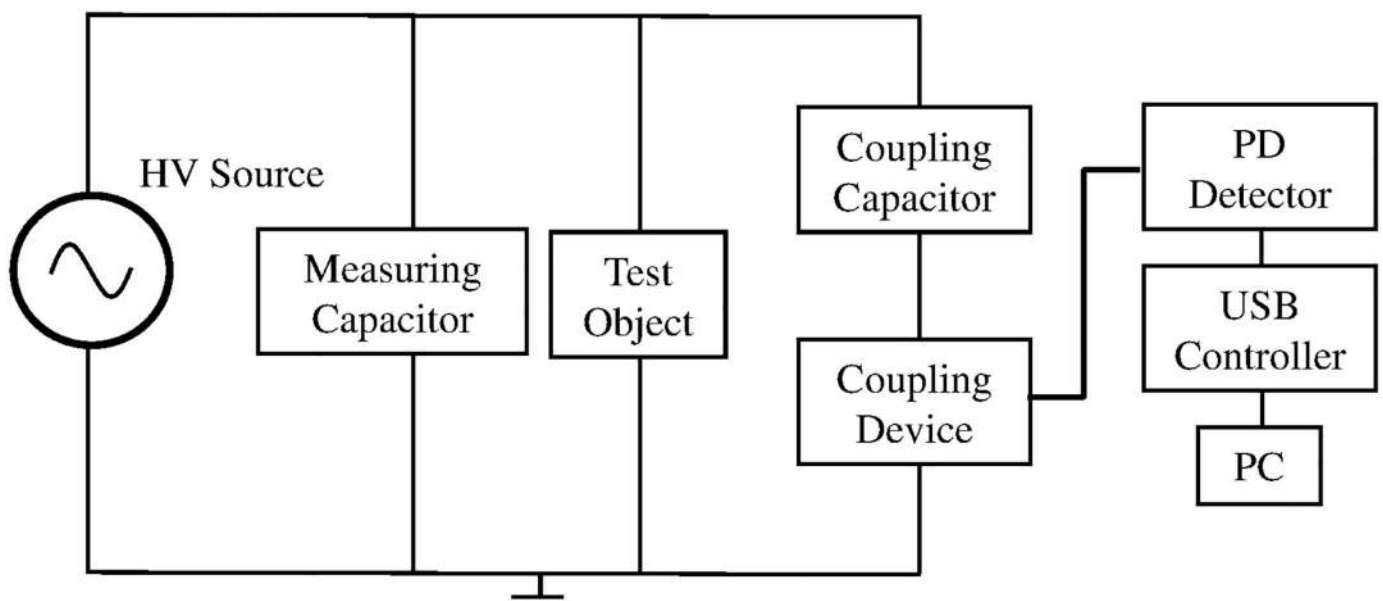 HV Source
Measuring
Capacitor
Test
Object
Coupling
Capacitor
Coupling
Device
PD
Detector
USB
Controller
PC